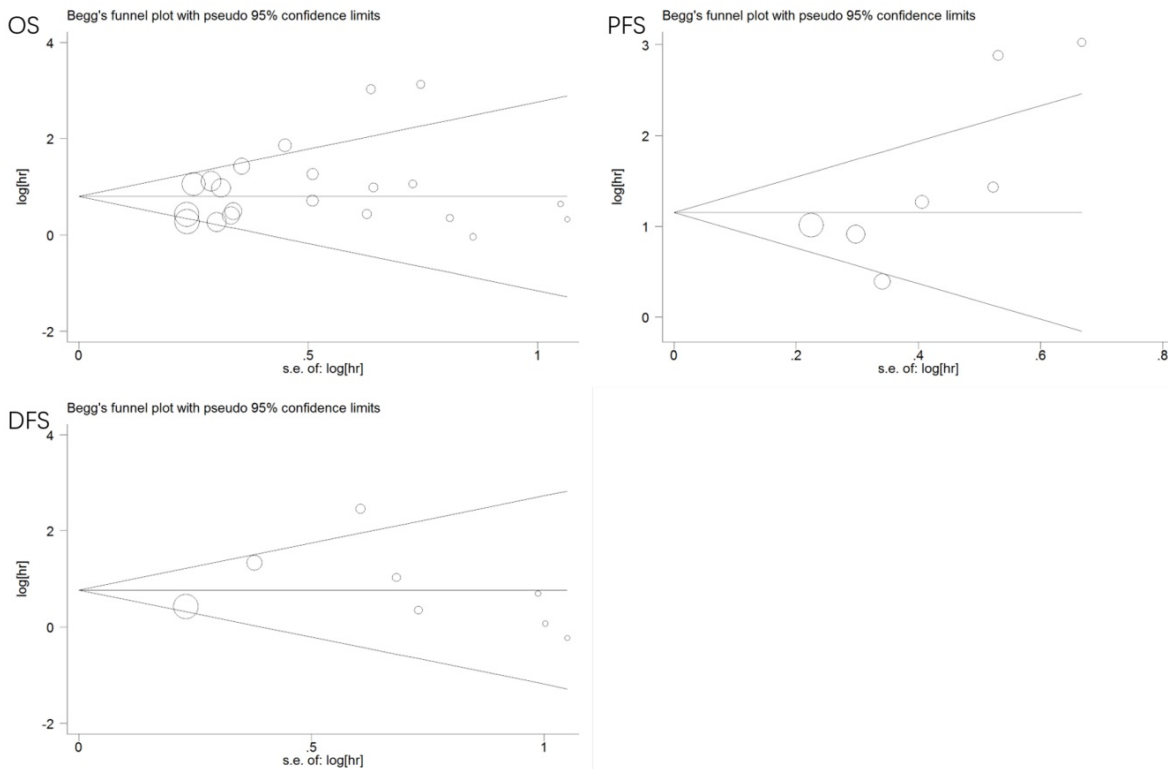 OS
Begg's funnel plot with pseudo 95% confidence limits
4
2
0
-2
log[hr]
0
.5
1
s.e. of: log[hr]
PFS
Begg's funnel plot with pseudo 95% confidence limits
3
2
1
0
log[hr]
0
.2
.4
.6
.8
s.e. of: log[hr]
DFS
Begg's funnel plot with pseudo 95% confidence limits
4
2
0
-2
log[hr]
0
.5
1
s.e. of: log[hr]